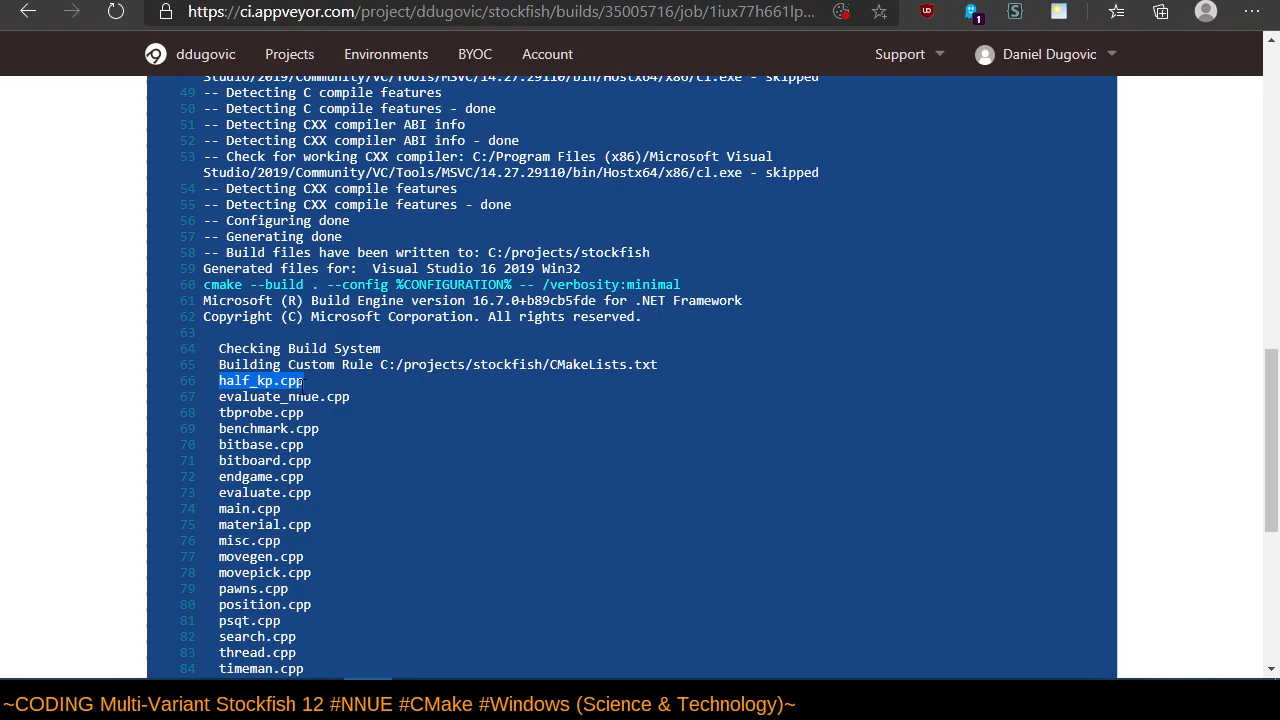 https://ci.appveyor.com/project/ddugovic/stockfish/builds/35005716/job/1iux77h661lp...
1
ddugovic Projects Environments BYOC Account Support Daniel Dugovic
Studio/2019/Community/VC/Tools/MSVC/14.27.29110/bin/Hostx64/x86/cl.exe - skipped
49 -- Detecting C compile features
50 -- Detecting C compile features - done
51 -- Detecting CXX compiler ABI info
52 -- Detecting CXX compiler ABI info - done
53 -- Check for working CXX compiler: C:/Program Files (x86)/Microsoft Visual
Studio/2019/Community/VC/Tools/MSVC/14.27.29110/bin/Hostx64/x86/cl.exe - skipped
54 -- Detecting CXX compile features
55 -- Detecting CXX compile features - done
56 -- Configuring done
57 -- Generating done
58 -- Build files have been written to: C:/projects/stockfish
59 Generated files for:  Visual Studio 16 2019 Win32
60 cmake --build . --config %CONFIGURATION% -- /verbosity:minimal
61 Microsoft (R) Build Engine version 16.7.0+b89cb5fde for .NET Framework
62 Copyright (C) Microsoft Corporation. All rights reserved.
63
64 Checking Build System
65 Building Custom Rule C:/projects/stockfish/CMakeLists.txt
66 half_kp.cpp
67 evaluate_nnue.cpp
68 tbprobe.cpp
69 benchmark.cpp
70 bitbase.cpp
71 bitboard.cpp
72 endgame.cpp
73 evaluate.cpp
74 main.cpp
75 material.cpp
76 misc.cpp
77 movegen.cpp
78 movepick.cpp
79 pawns.cpp
80 position.cpp
81 psqt.cpp
82 search.cpp
83 thread.cpp
84 timeman.cpp
~CODING Multi-Variant Stockfish 12 #NNUE #CMake #Windows (Science & Technology)~